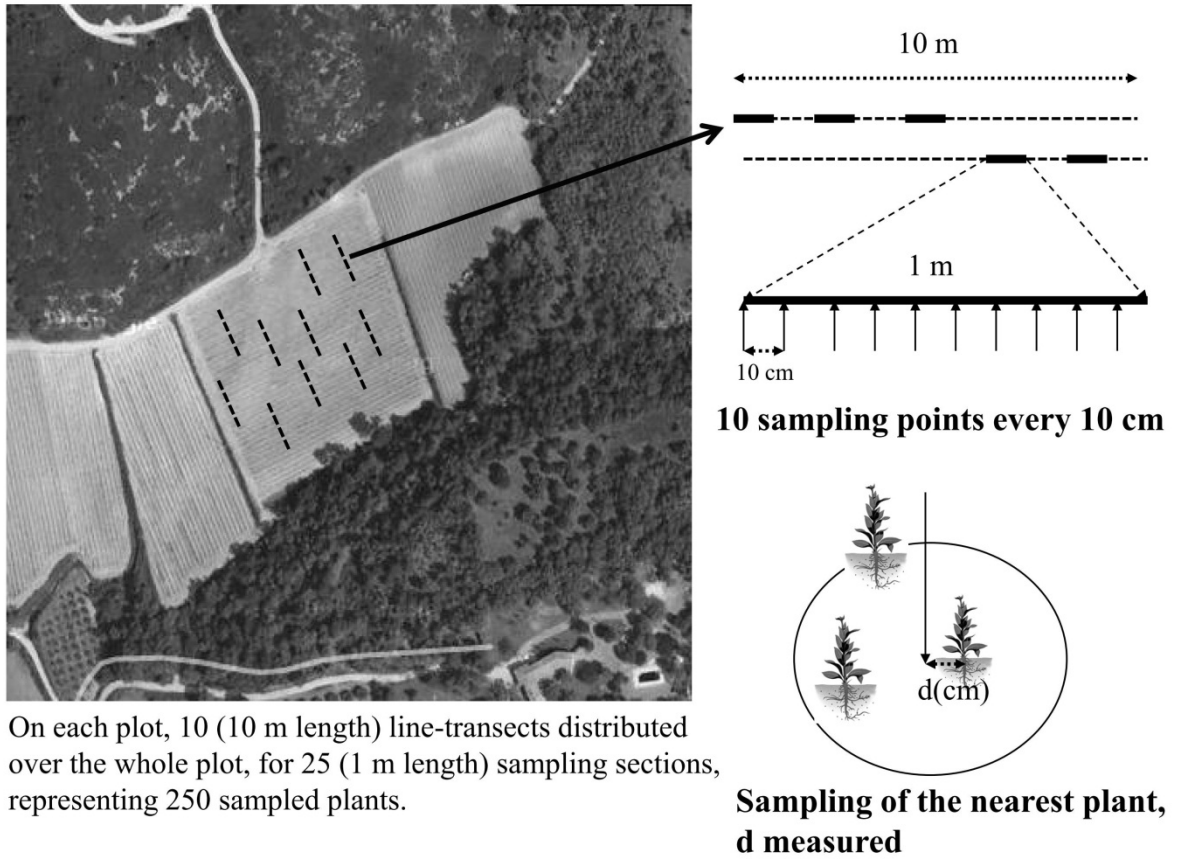 10 m
1 m
10 cm
10 sampling points every 10 cm
d(cm)
Sampling of the nearest plant,
d measured
On each plot, 10 (10 m length) line-transects distributed
over the whole plot, for 25 (1 m length) sampling sections,
representing 250 sampled plants.